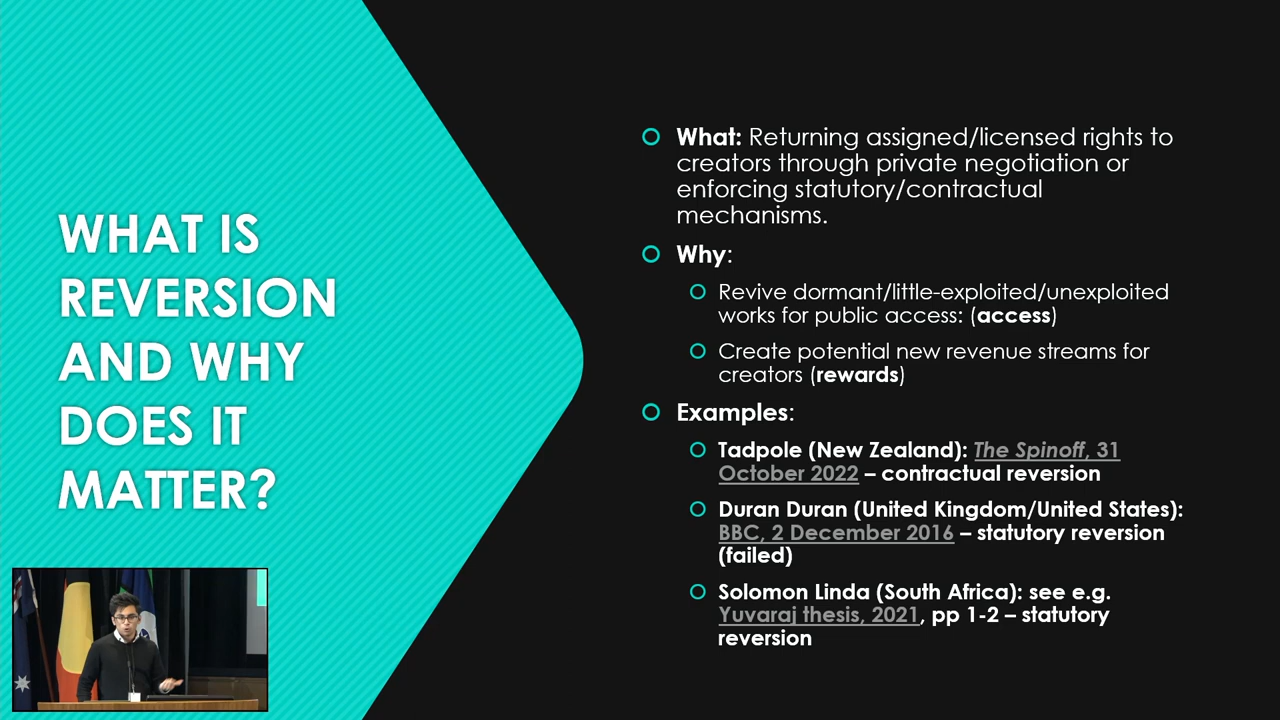 WHAT IS
REVERSION
AND WHY
DOES IT
MATTER?
What: Returning assigned/licensed rights to
creators through private negotiation or
enforcing statutory/contractual
mechanisms.
Why:
Revive dormant/little-exploited/unexploited
works for public access: (access)
Create potential new revenue streams for
creators (rewards)
Examples:
Tadpole (New Zealand): The Spinoff, 31
October 2022 – contractual reversion
Duran Duran (United Kingdom/United States):
BBC, 2 December 2016 – statutory reversion
(failed)
Solomon Linda (South Africa): see e.g.
Yuvaraj thesis, 2021, pp 1-2 – statutory
reversion